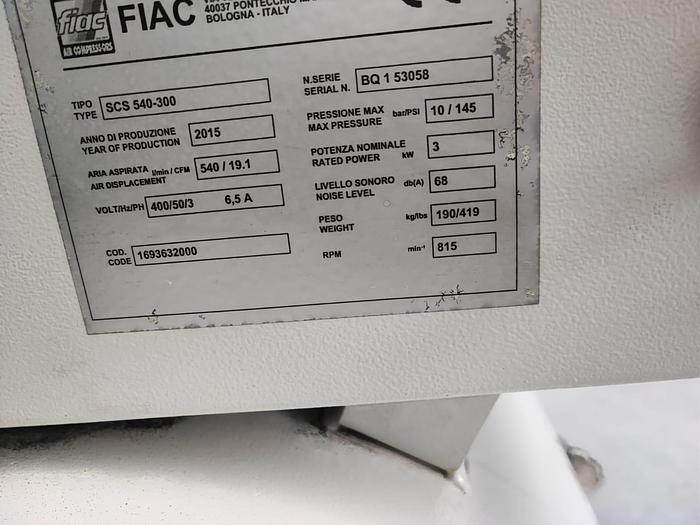 fiac
AIR COMPRESSORS
FIAC
40037 PONTECCHIO
BOLOGNA - ITALY
TIPO
TYPE SCS 540-300
ANNO DI PRODUZIONE
YEAR OF PRODUCTION 2015
ARIA ASPIRATA
AIR DISPLACEMENT l/min / CFM 540 / 19.1
VOLT/Hz/PH 400/50/3 6,5 A
COD.
CODE 1693632000
N.SERIE
SERIAL N. BQ 1 53058
PRESSIONE MAX
MAX PRESSURE bar/PSI 10 / 145
POTENZA NOMINALE
RATED POWER kW 3
LIVELLO SONORO
NOISE LEVEL db(A) 68
PESO
WEIGHT kg/lbs 190/419
RPM min-¹ 815